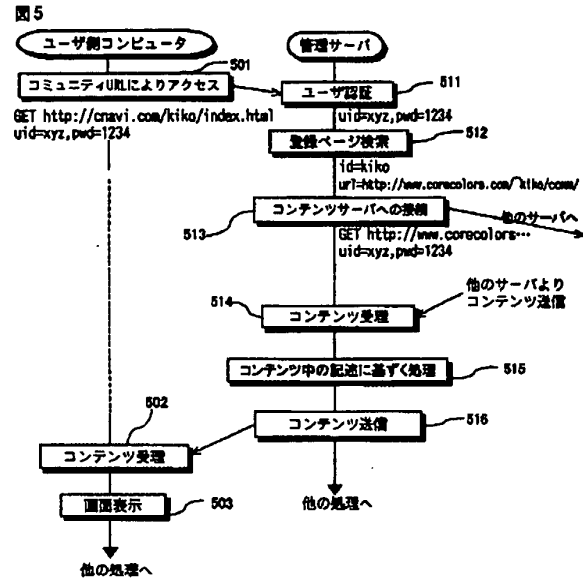 図5
ユーザ側コンピュータ
管理サーバ
501
コミュニティURLによりアクセス
GET http://cnavi.com/kiko/index.html
uid=xyz,pwd=1234
511
ユーザ認証
uid=xyz,pwd=1234
512
登録ページ検索
id=kiko
url=http://www.corecolors.com/~kiko/comm/
513
コンテンツサーバへの接続
他のサーバへ
GET http://www.corecolors…
uid=xyz,pwd=1234
他のサーバより
コンテンツ送信
514
コンテンツ受理
コンテンツ中の記述に基ずく処理
515
コンテンツ送信
516
502
コンテンツ受理
画面表示
503
他の処理へ
他の処理へ